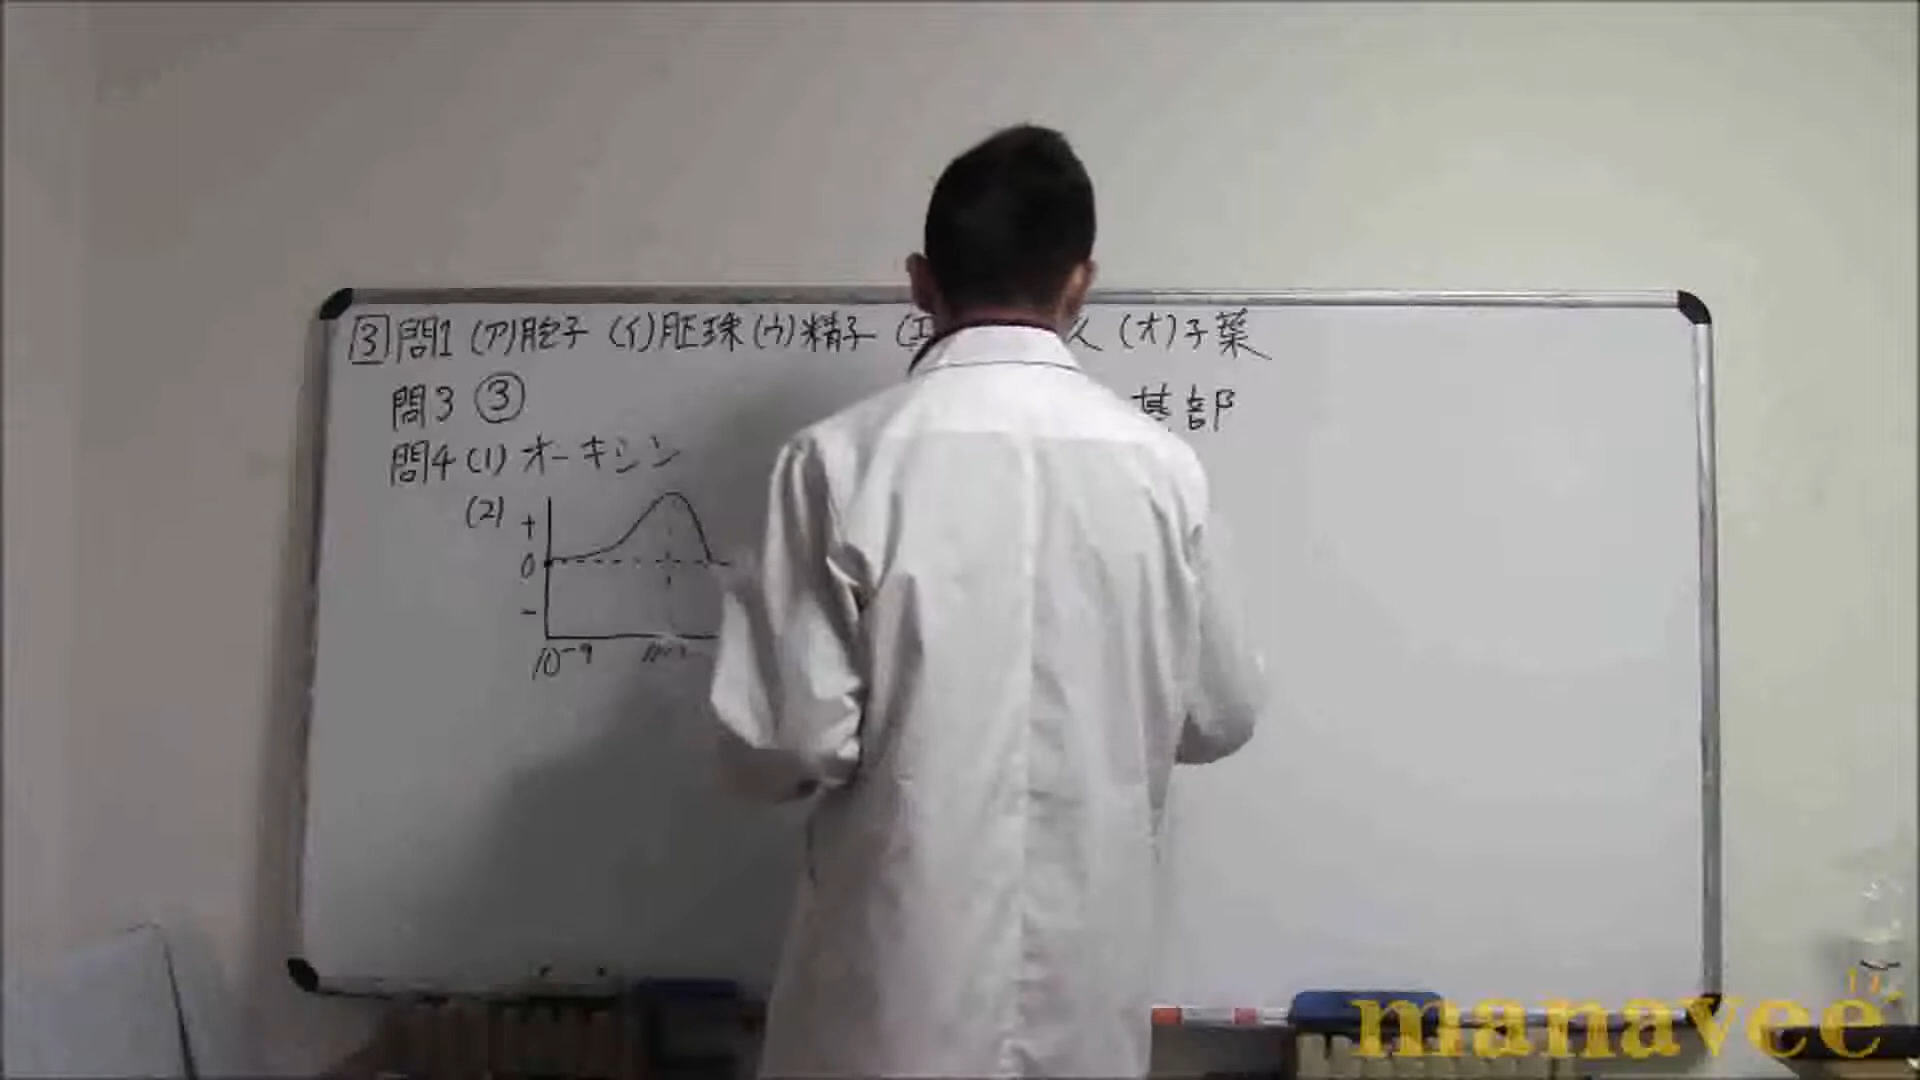 3 問1 (ア)胞子 (イ)胚珠 (ウ)精子 (オ)子葉
問3 ③ 基部
問4 (1) オーキシン
(2)
+
0
-
10⁻⁹
manavee